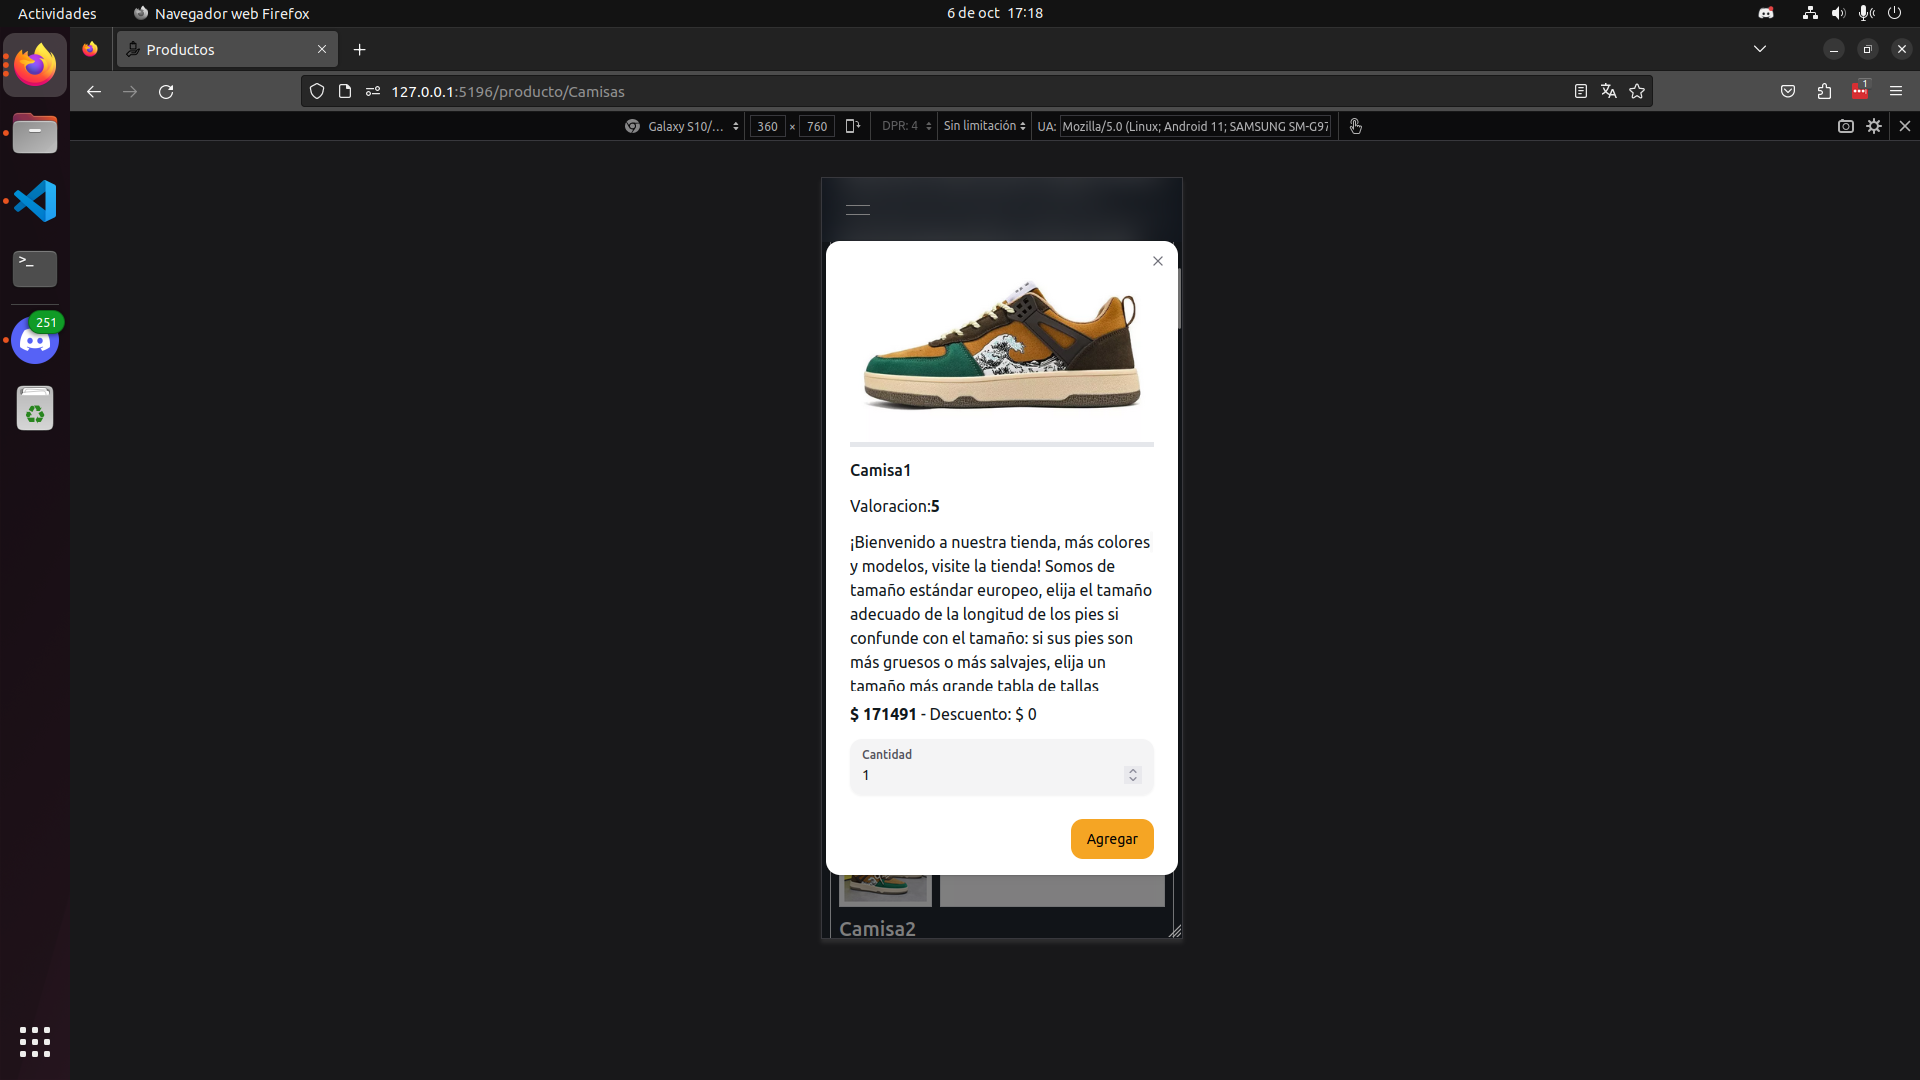 Actividades
Navegador web Firefox
6 de oct 17:18
Productos
127.0.0.1:5196/producto/Camisas
1
Galaxy S10/...
360 × 760
DPR: 4
Sin limitación
UA: Mozilla/5.0 (Linux; Android 11; SAMSUNG SM-G97
>_
251
Camisa1
Valoracion:5
¡Bienvenido a nuestra tienda, más colores
y modelos, visite la tienda! Somos de
tamaño estándar europeo, elija el tamaño
adecuado de la longitud de los pies si
confunde con el tamaño: si sus pies son
más gruesos o más salvajes, elija un
tamaño más grande tabla de tallas
$ 171491 - Descuento: $ 0
Cantidad
1
Agregar
Camisa2